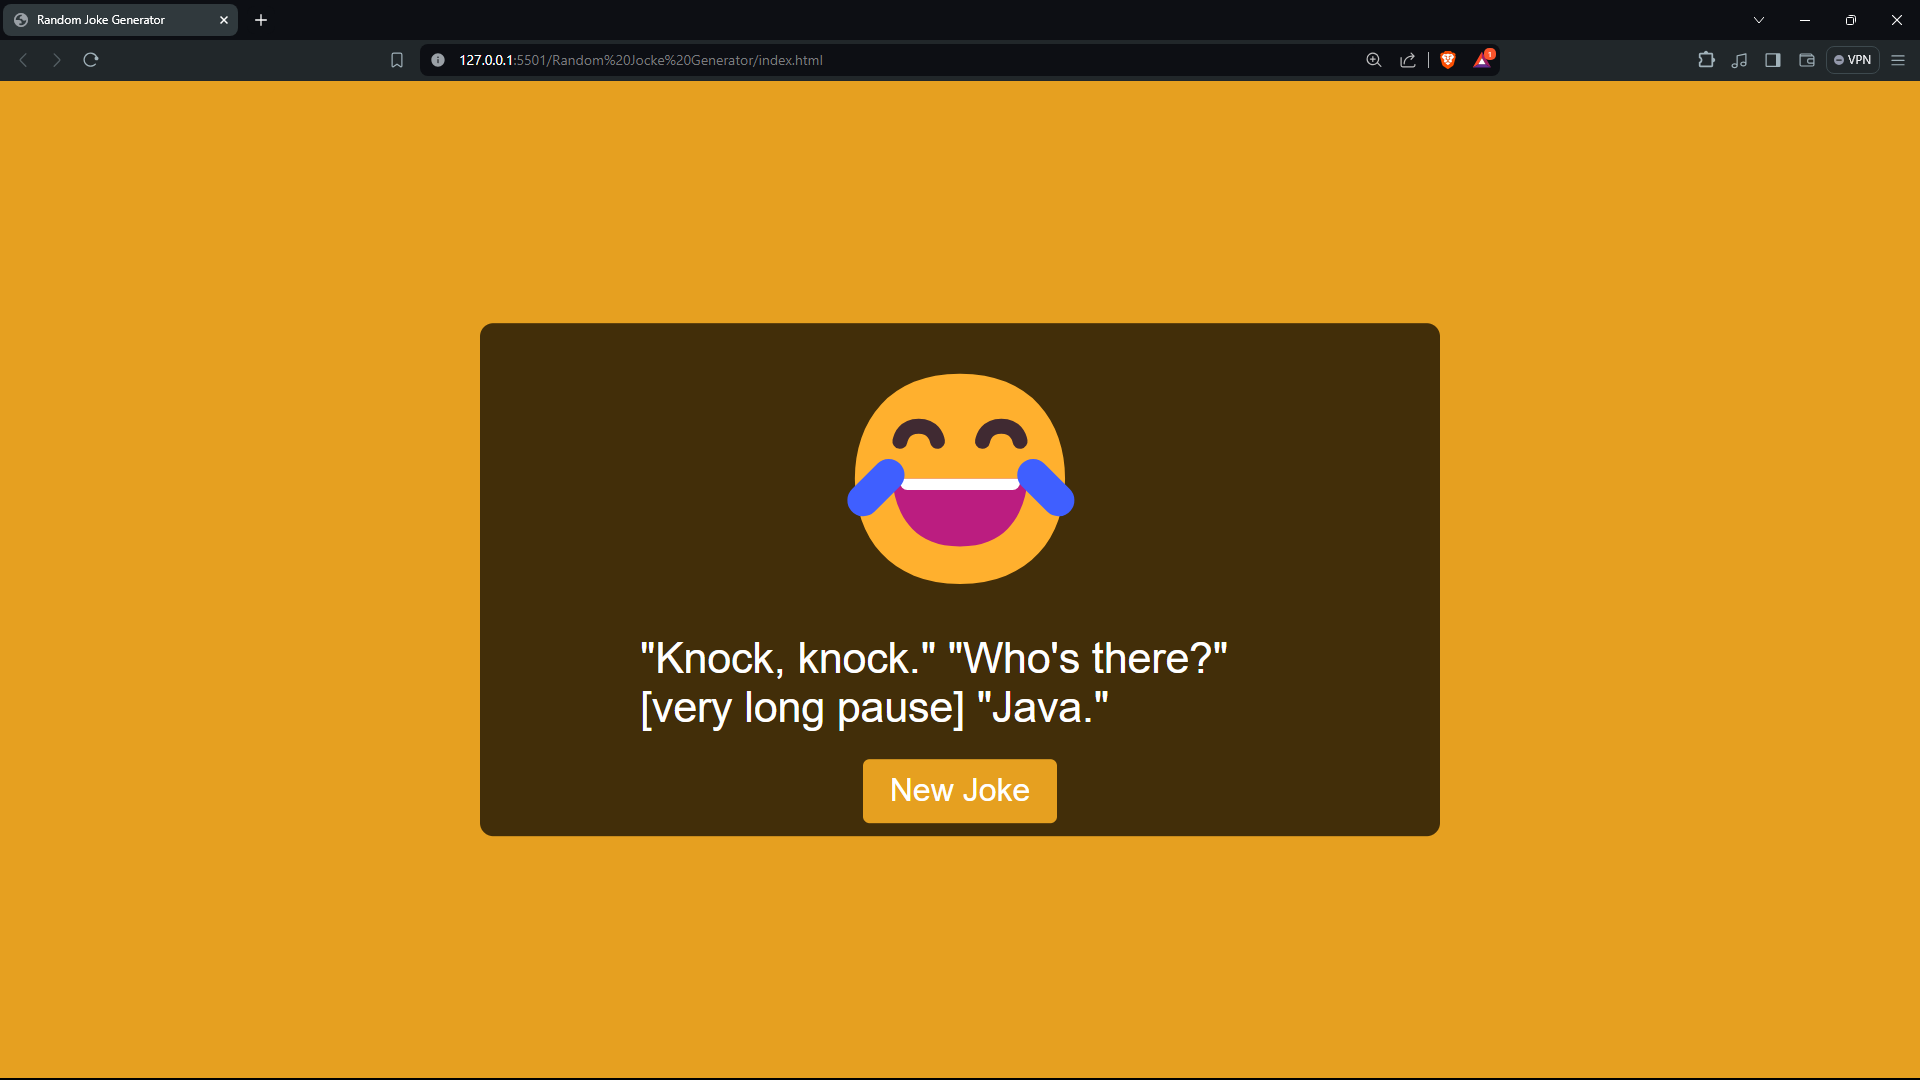 Random Joke Generator
127.0.0.1:5501/Random%20Jocke%20Generator/index.html
1
VPN
"Knock, knock." "Who's there?"
[very long pause] "Java."
New Joke